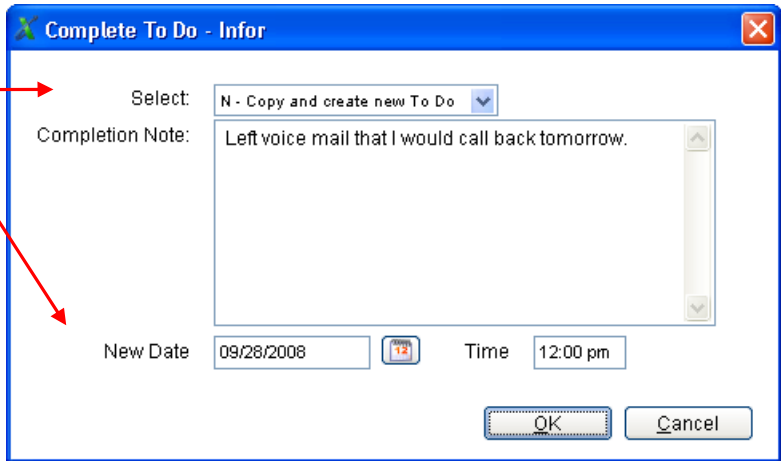 Complete To Do - Infor
Select: N - Copy and create new To Do
Completion Note: Left voice mail that I would call back tomorrow.
New Date 09/28/2008 12 Time 12:00 pm
OK Cancel